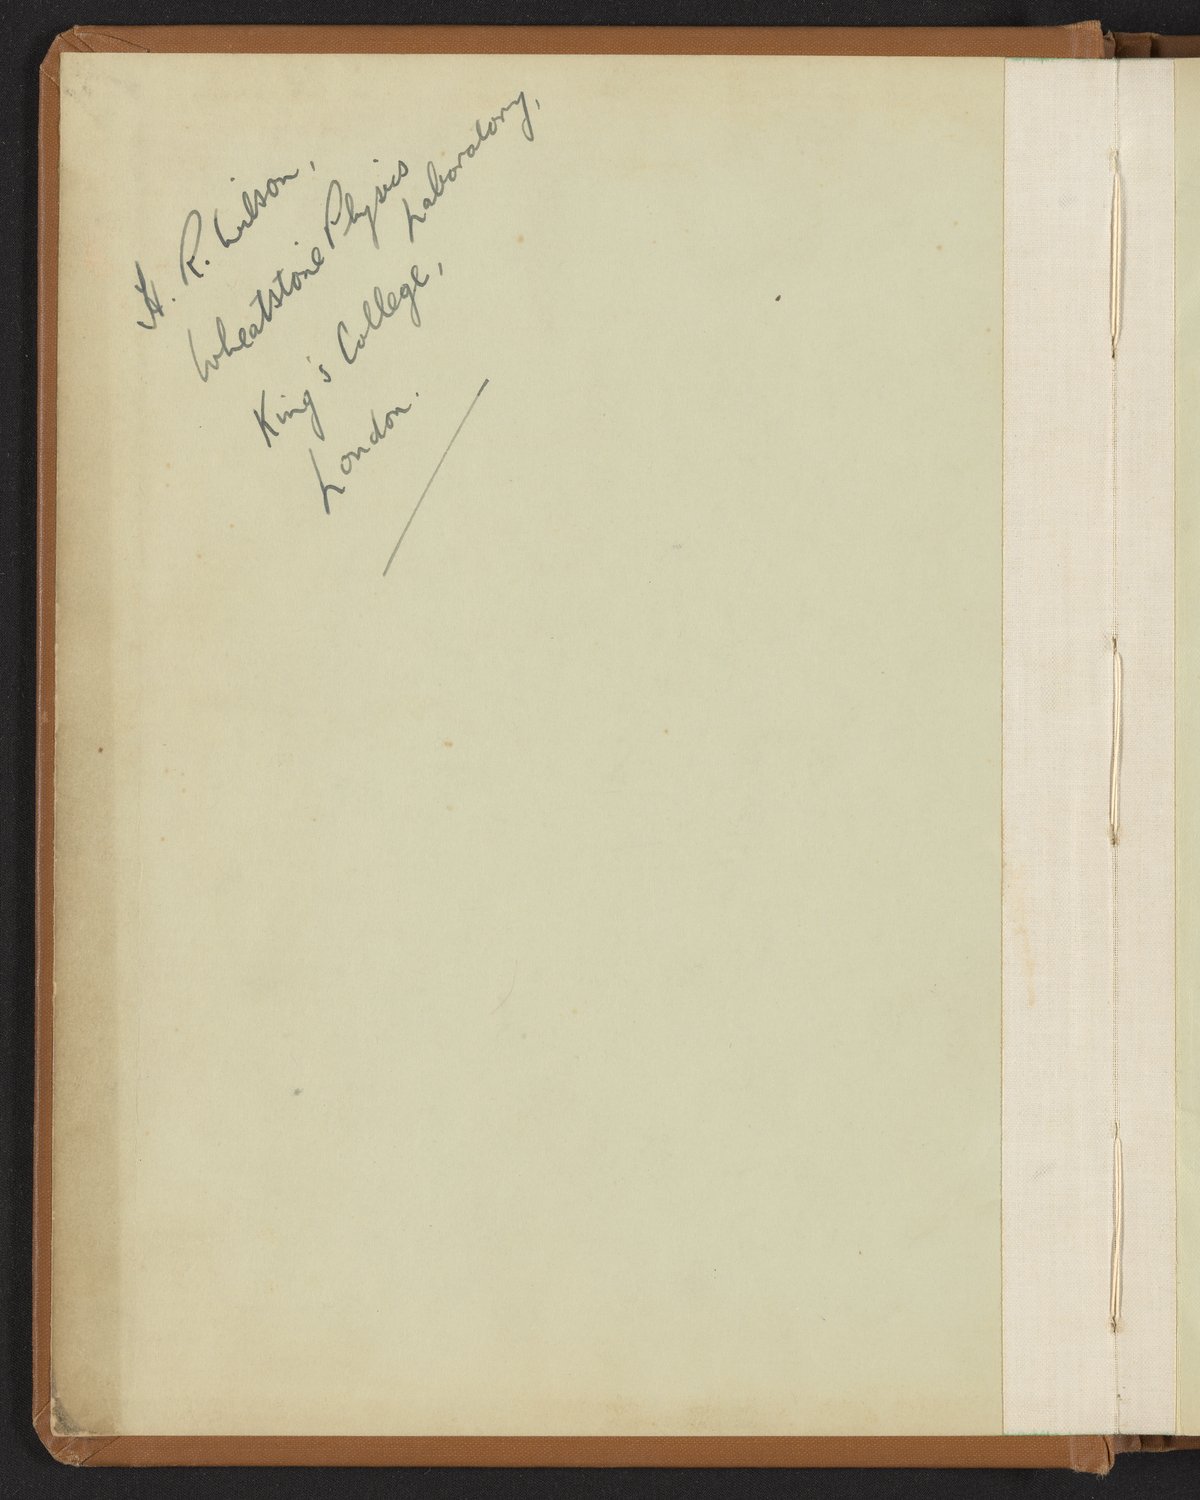 H. R. Wilson,
Wheatstone Physics
Laboratory,
King's College,
London.